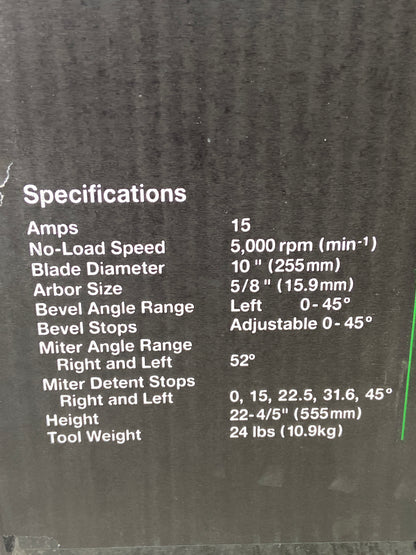 Specifications
Amps 15
No-Load Speed 5,000 rpm (min-¹)
Blade Diameter 10 " (255mm)
Arbor Size 5/8 " (15.9mm)
Bevel Angle Range Left 0-45°
Bevel Stops Adjustable 0-45°
Miter Angle Range
Right and Left 52°
Miter Detent Stops
Right and Left 0, 15, 22.5, 31.6, 45°
Height 22-4/5" (555mm)
Tool Weight 24 lbs (10.9kg)